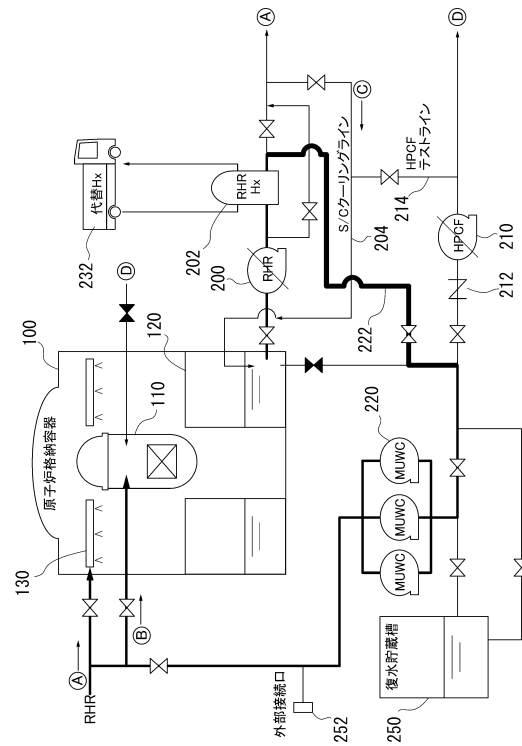 Ⓐ
Ⓓ
代替Hx
232
RHR
Hx
202
RHR
200
S/Cクーリングライン
204
Ⓒ
HPCF
テストライン
214
HPCF
210
212
222
Ⓓ
100
120
110
原子炉格納容器
130
220
MUWC
MUWC
MUWC
Ⓐ
Ⓑ
RHR
外部接続口
252
復水貯蔵槽
250